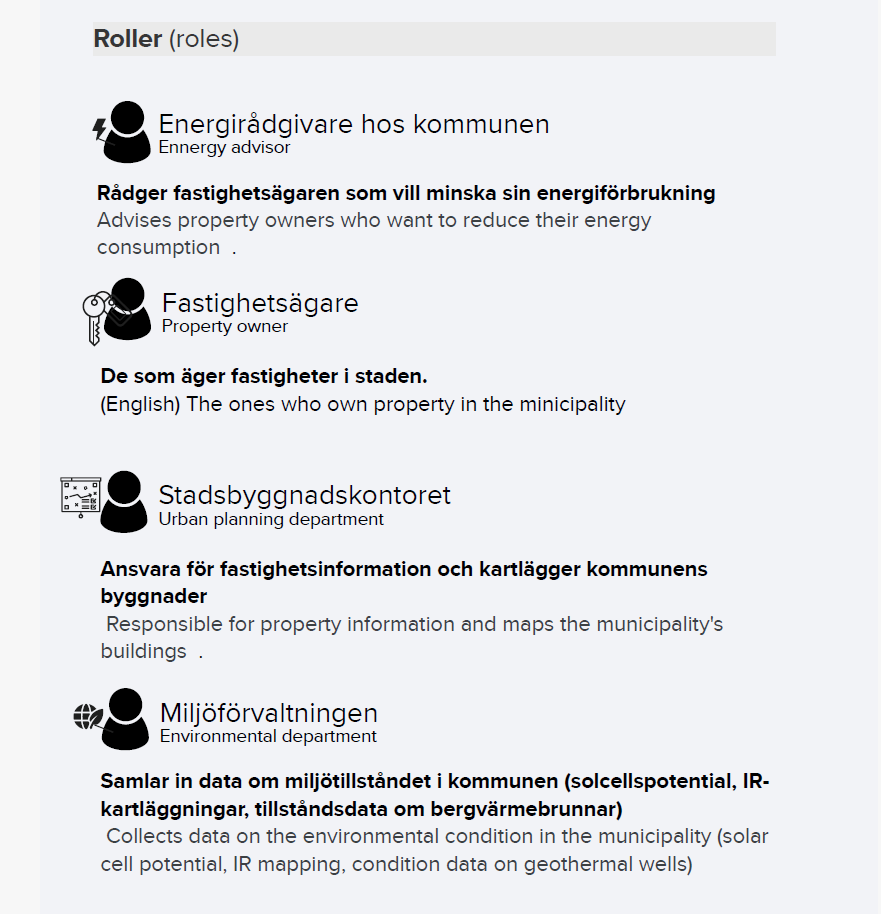 Roller (roles)
Energirådgivare hos kommunen
Ennergy advisor
Rådger fastighetsägaren som vill minska sin energiförbrukning
Advises property owners who want to reduce their energy
consumption .
Fastighetsägare
Property owner
De som äger fastigheter i staden.
(English) The ones who own property in the minicipality
Stadsbyggnadskontoret
Urban planning department
Ansvara för fastighetsinformation och kartlägger kommunens
byggnader
Responsible for property information and maps the municipality's
buildings .
Miljöförvaltningen
Environmental department
Samlar in data om miljötillståndet i kommunen (solcellspotential, IR-
kartläggningar, tillståndsdata om bergvärmebrunnar)
Collects data on the environmental condition in the municipality (solar
cell potential, IR mapping, condition data on geothermal wells)